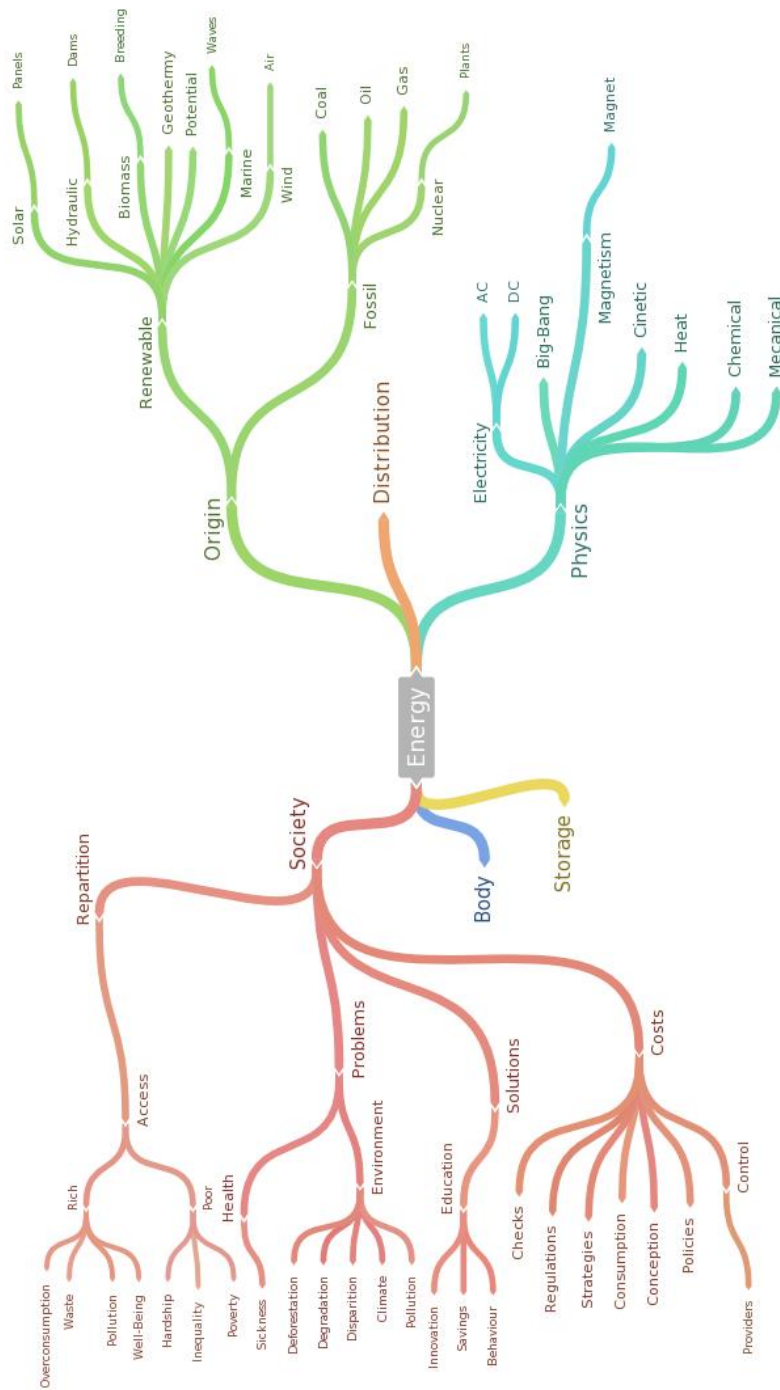 Energy
Origin
Renewable
Solar
Panels
Hydraulic
Dams
Biomass
Breeding
Geothermy
Potential
Marine
Waves
Wind
Air
Fossil
Coal
Oil
Gas
Nuclear
Plants
Distribution
Physics
Electricity
AC
DC
Big-Bang
Magnetism
Magnet
Cinetic
Heat
Chemical
Mecanical
Society
Repartition
Access
Rich
Overconsumption
Waste
Pollution
Well-Being
Poor
Hardship
Inequality
Poverty
Problems
Health
Sickness
Environment
Deforestation
Degradation
Disparition
Climate
Pollution
Solutions
Education
Innovation
Savings
Behaviour
Costs
Checks
Regulations
Strategies
Consumption
Conception
Policies
Control
Providers
Body
Storage